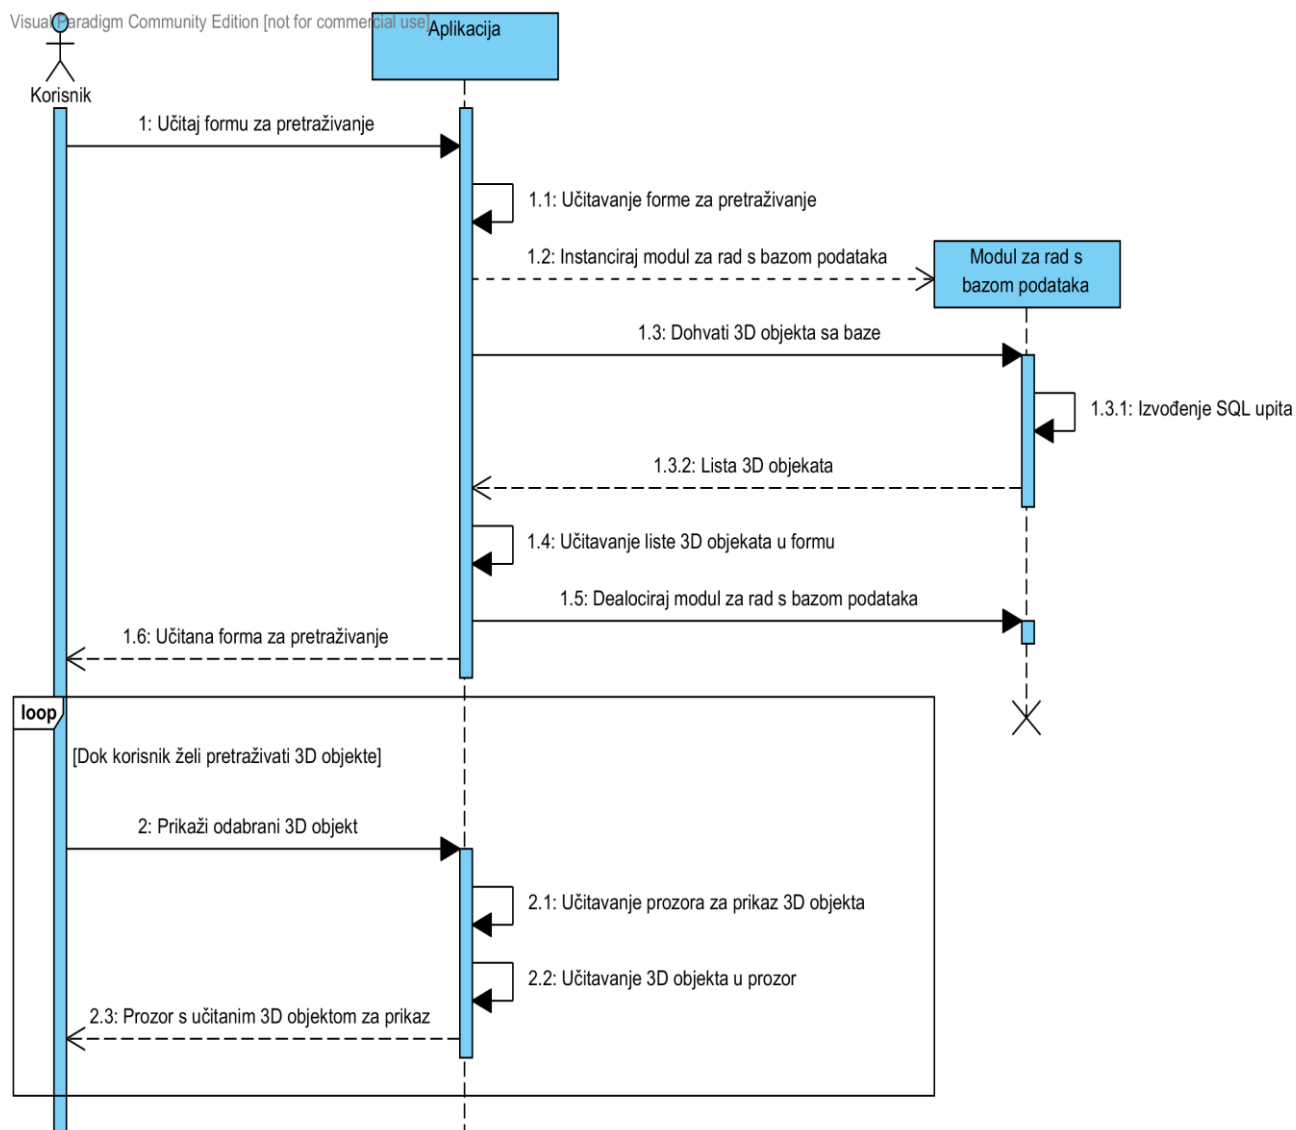 Visual Paradigm Community Edition [not for commercial use]
Aplikacija
Korisnik
1: Učitaj formu za pretraživanje
1.1: Učitavanje forme za pretraživanje
1.2: Instanciraj modul za rad s bazom podataka
Modul za rad s
bazom podataka
1.3: Dohvati 3D objekta sa baze
1.3.1: Izvođenje SQL upita
1.3.2: Lista 3D objekata
1.4: Učitavanje liste 3D objekata u formu
1.5: Dealociraj modul za rad s bazom podataka
1.6: Učitana forma za pretraživanje
loop
[Dok korisnik želi pretraživati 3D objekte]
2: Prikaži odabrani 3D objekt
2.1: Učitavanje prozora za prikaz 3D objekta
2.2: Učitavanje 3D objekta u prozor
2.3: Prozor s učitanim 3D objektom za prikaz